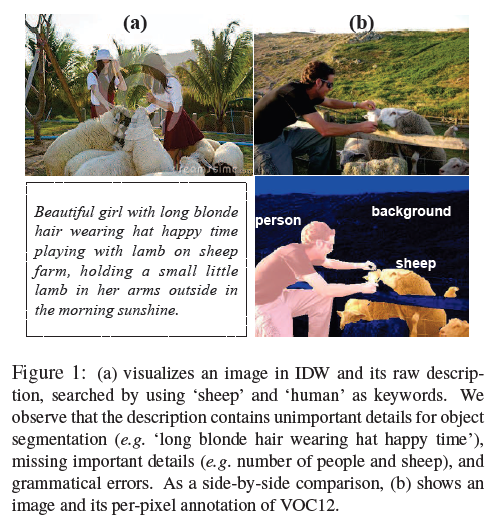 (a)
(b)
Beautiful girl with long blonde
hair wearing hat happy time
playing with lamb on sheep
farm, holding a small little
lamb in her arms outside in
the morning sunshine.
person
background
sheep
Figure 1: (a) visualizes an image in IDW and its raw descrip-
tion, searched by using ‘sheep’ and ‘human’ as keywords. We
observe that the description contains unimportant details for object
segmentation (e.g. ‘long blonde hair wearing hat happy time’),
missing important details (e.g. number of people and sheep), and
grammatical errors. As a side-by-side comparison, (b) shows an
image and its per-pixel annotation of VOC12.